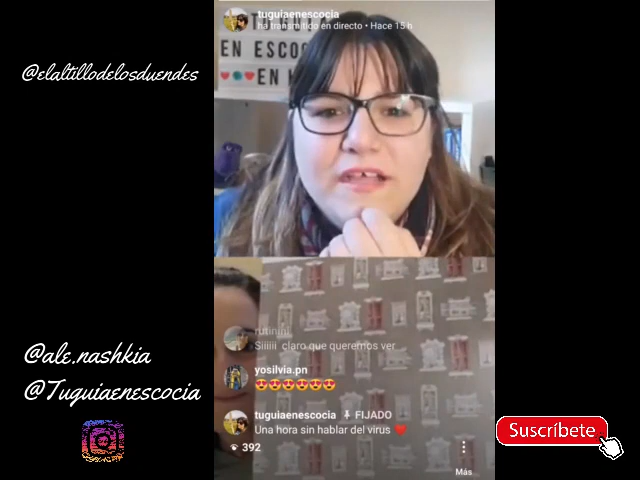 tuguiaenescocia
ha transmitido en directo • Hace 15 h
EN ESCO
EN
@elaltillodelosduendes
rutinini
Siiiiii claro que queremos ver
yosilvia.pn
😍😍😍😍😍😍
tuguiaenescocia FIJADO
Una hora sin hablar del virus ❤️
392
Más
@ale.nashkia
@Tuguiaenescocia
Suscríbete